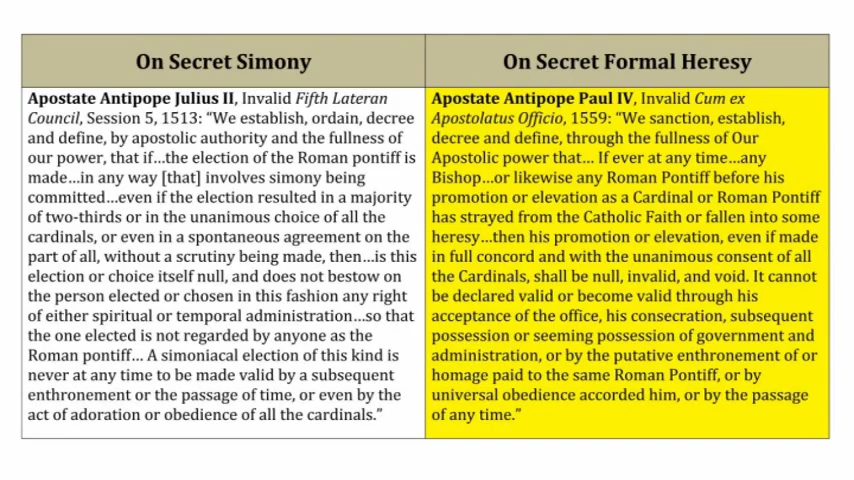 On Secret Simony
Apostate Antipope Julius II, Invalid Fifth Lateran
Council, Session 5, 1513: “We establish, ordain, decree
and define, by apostolic authority and the fullness of
our power, that if…the election of the Roman pontiff is
made…in any way [that] involves simony being
committed…even if the election resulted in a majority
of two-thirds or in the unanimous choice of all the
cardinals, or even in a spontaneous agreement on the
part of all, without a scrutiny being made, then…is this
election or choice itself null, and does not bestow on
the person elected or chosen in this fashion any right
of either spiritual or temporal administration…so that
the one elected is not regarded by anyone as the
Roman pontiff… A simoniacal election of this kind is
never at any time to be made valid by a subsequent
enthronement or the passage of time, or even by the
act of adoration or obedience of all the cardinals.”
On Secret Formal Heresy
Apostate Antipope Paul IV, Invalid Cum ex
Apostolatus Officio, 1559: “We sanction, establish,
decree and define, through the fullness of Our
Apostolic power that… If ever at any time…any
Bishop…or likewise any Roman Pontiff before his
promotion or elevation as a Cardinal or Roman Pontiff
has strayed from the Catholic Faith or fallen into some
heresy…then his promotion or elevation, even if made
in full concord and with the unanimous consent of all
the Cardinals, shall be null, invalid, and void. It cannot
be declared valid or become valid through his
acceptance of the office, his consecration, subsequent
possession or seeming possession of government and
administration, or by the putative enthronement of or
homage paid to the same Roman Pontiff, or by
universal obedience accorded him, or by the passage
of any time.”